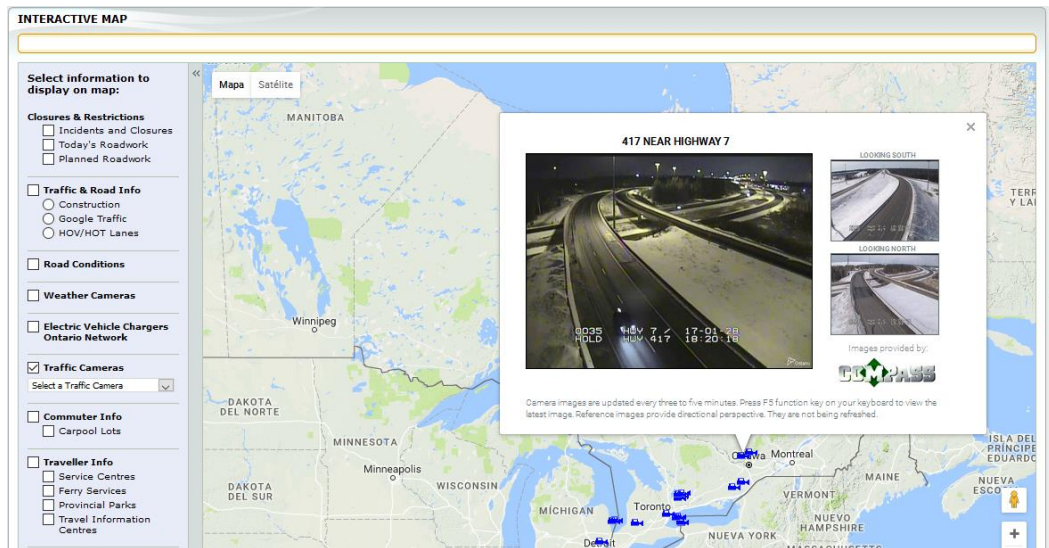 INTERACTIVE MAP
Select information to
display on map:
Closures & Restrictions
Incidents and Closures
Today's Roadwork
Planned Roadwork
Traffic & Road Info
Construction
Google Traffic
HOV/HOT Lanes
Road Conditions
Weather Cameras
Electric Vehicle Chargers
Ontario Network
Traffic Cameras
Select a Traffic Camera
Commuter Info
Carpool Lots
Traveller Info
Service Centres
Ferry Services
Provincial Parks
Travel Information
Centres
«
Mapa Satélite
MANITOBA
Winnipeg
DAKOTA
DEL NORTE
MINNESOTA
Minneapolis
DAKOTA
DEL SUR
WISCONSIN
MÍCHIGAN
Toronto
Detroit
417 NEAR HIGHWAY 7
0035 HWY 7 / 17-01-28
HOLD HWY 417 18:20:18
Ontario
LOOKING SOUTH
LOOKING NORTH
Images provided by:
COMPASS
Camera images are updated every three to five minutes. Press F5 function key on your keyboard to view the
latest image. Reference images provide directional perspective. They are not being refreshed.
TERR
Y LA
Montreal
ISLA DEL
PRÍNCIPE
EDUARDO
MAINE
NUEVA
ESCO
VERMONT
NUEVO
HAMPSHIRE
NUEVA YORK
MASSACHUSETTS
+